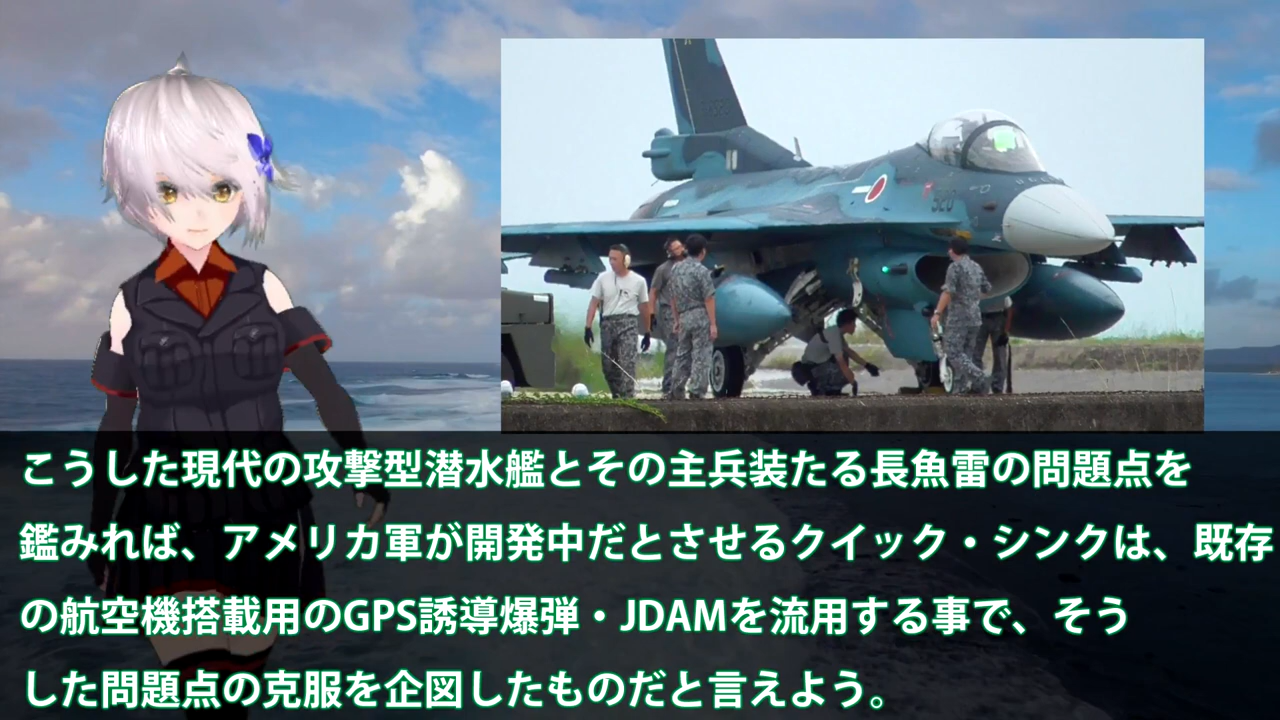 520
こうした現代の攻撃型潜水艦とその主兵装たる長魚雷の問題点を
鑑みれば、アメリカ軍が開発中だとさせるクイック・シンクは、既存
の航空機搭載用のGPS誘導爆弾・JDAMを流用する事で、そう
した問題点の克服を企図したものだと言えよう。